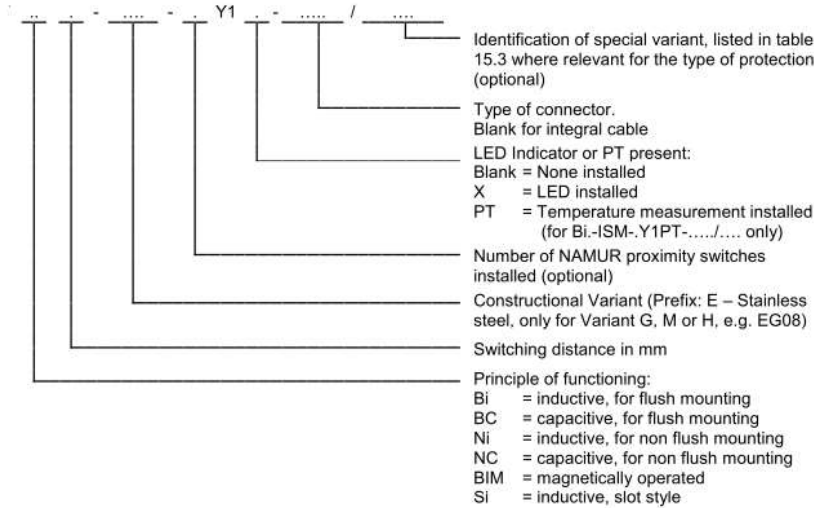 .. . - .... - . Y1 . - ..... / ....
Identification of special variant, listed in table
15.3 where relevant for the type of protection
(optional)
Type of connector.
Blank for integral cable
LED Indicator or PT present:
Blank = None installed
X = LED installed
PT = Temperature measurement installed
(for Bi.-ISM-.Y1PT-...../.... only)
Number of NAMUR proximity switches
installed (optional)
Constructional Variant (Prefix: E – Stainless
steel, only for Variant G, M or H, e.g. EG08)
Switching distance in mm
Principle of functioning:
Bi = inductive, for flush mounting
BC = capacitive, for flush mounting
Ni = inductive, for non flush mounting
NC = capacitive, for non flush mounting
BIM = magnetically operated
Si = inductive, slot style